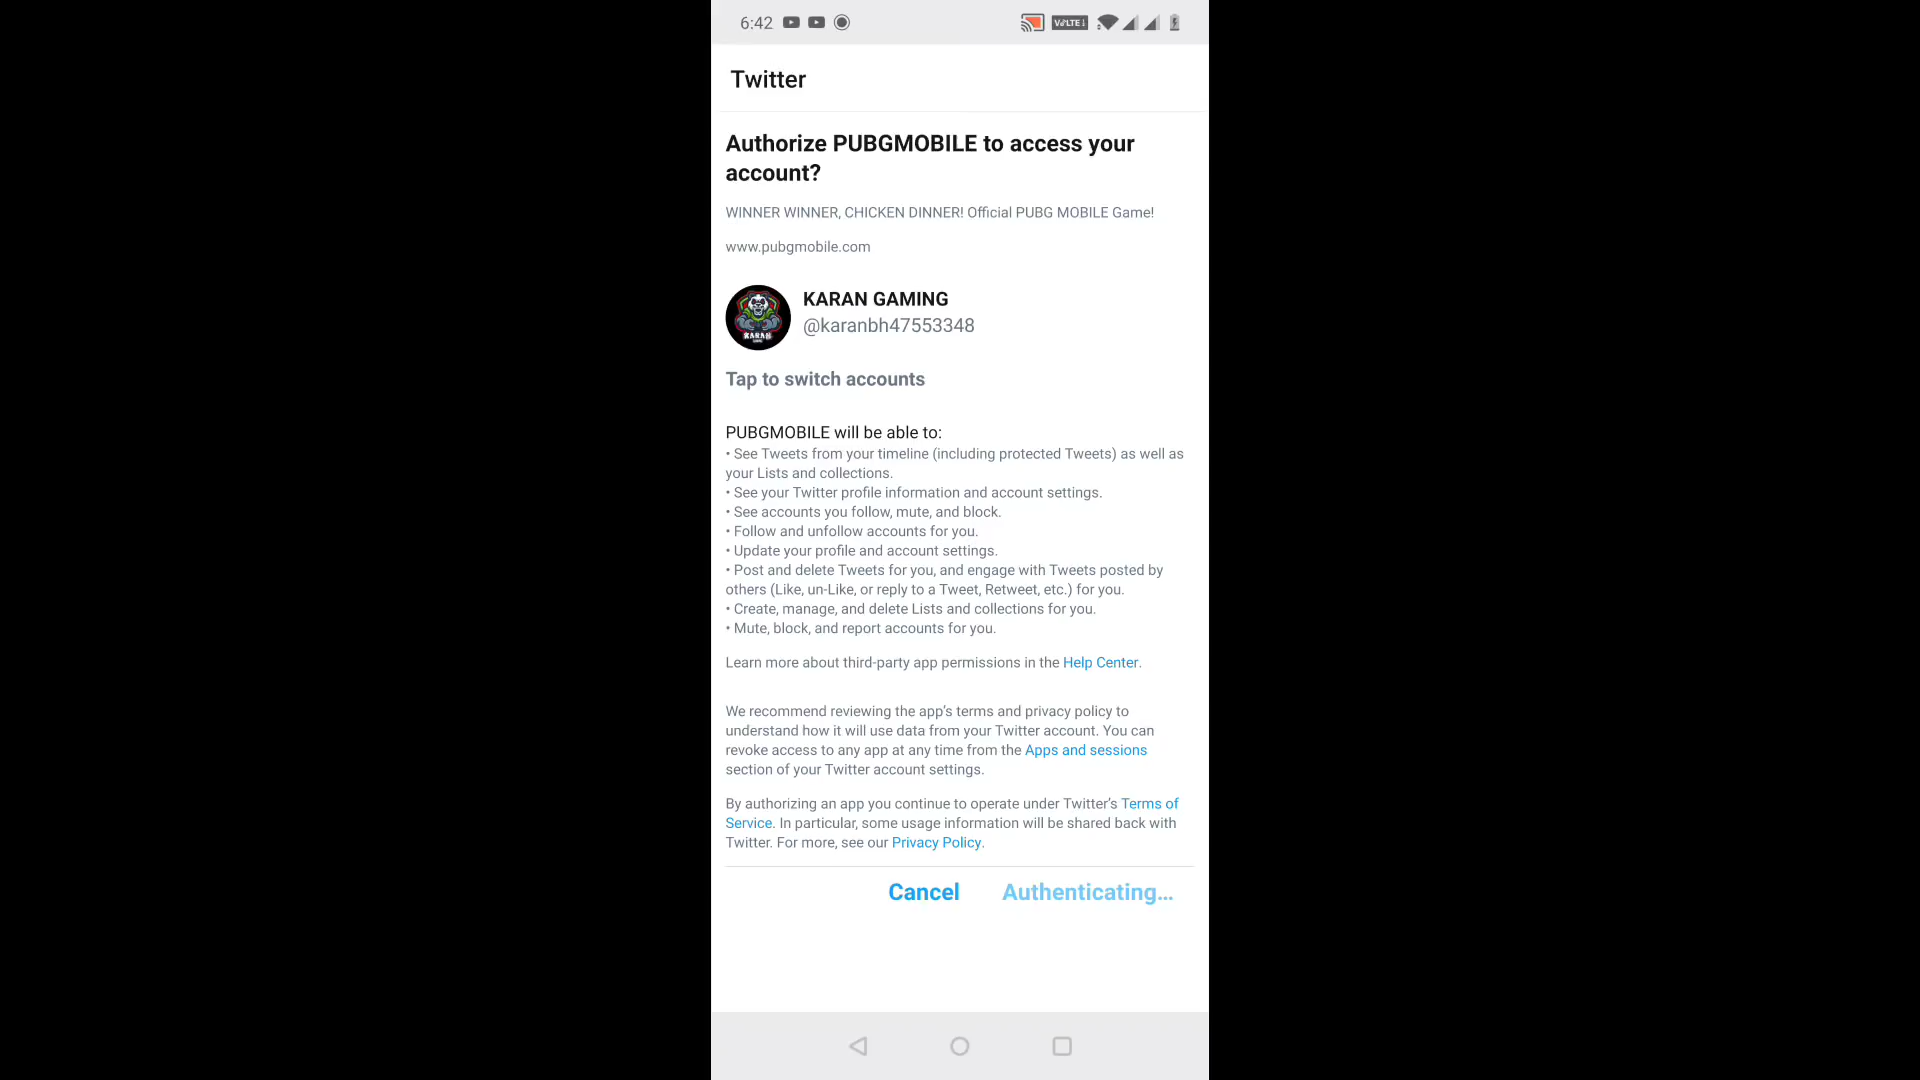 6:42
VoLTE
Twitter
Authorize PUBGMOBILE to access your
account?
WINNER WINNER, CHICKEN DINNER! Official PUBG MOBILE Game!
www.pubgmobile.com
KARAN
KARAN GAMING
@karanbh47553348
Tap to switch accounts
PUBGMOBILE will be able to:
• See Tweets from your timeline (including protected Tweets) as well as
your Lists and collections.
• See your Twitter profile information and account settings.
• See accounts you follow, mute, and block.
• Follow and unfollow accounts for you.
• Update your profile and account settings.
• Post and delete Tweets for you, and engage with Tweets posted by
others (Like, un-Like, or reply to a Tweet, Retweet, etc.) for you.
• Create, manage, and delete Lists and collections for you.
• Mute, block, and report accounts for you.
Learn more about third-party app permissions in the Help Center.
We recommend reviewing the app’s terms and privacy policy to
understand how it will use data from your Twitter account. You can
revoke access to any app at any time from the Apps and sessions
section of your Twitter account settings.
By authorizing an app you continue to operate under Twitter’s Terms of
Service. In particular, some usage information will be shared back with
Twitter. For more, see our Privacy Policy.
Cancel Authenticating...